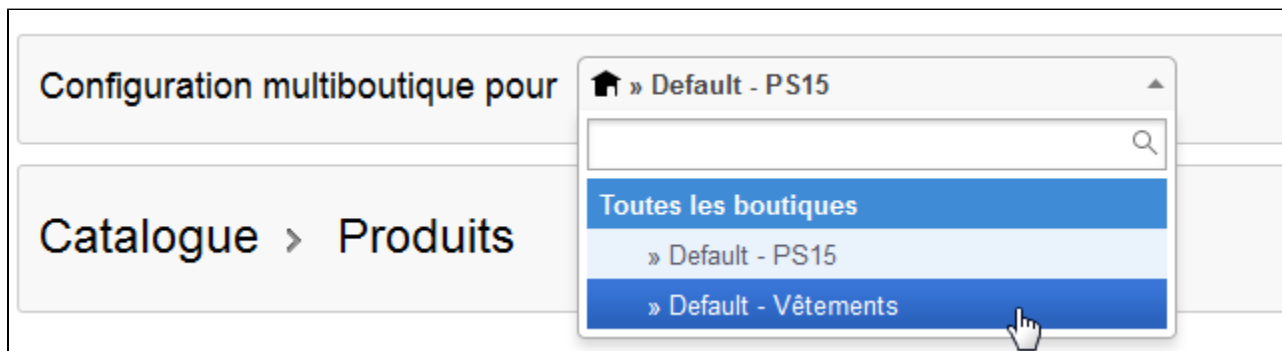 Configuration multiboutique pour » Default - PS15
Toutes les boutiques
» Default - PS15
» Default - Vêtements
Catalogue > Produits